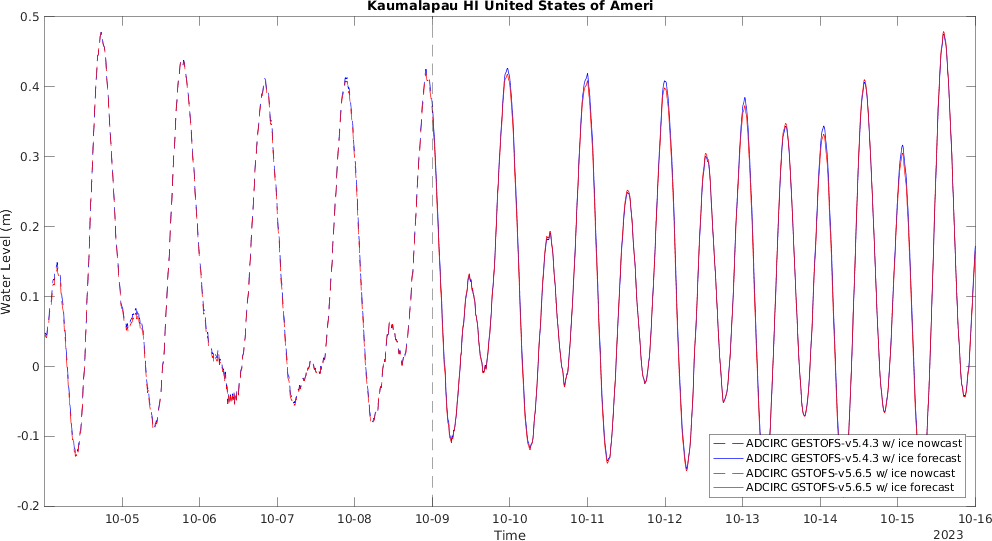 Kaumalapau HI United States of Ameri
0.5
0.4
0.3
0.2
0.1
0
-0.1
-0.2
Water Level (m)
ADCIRC GESTOFS-v5.4.3 w/ ice nowcast
ADCIRC GESTOFS-v5.4.3 w/ ice forecast
ADCIRC GSTOFS-v5.6.5 w/ ice nowcast
ADCIRC GSTOFS-v5.6.5 w/ ice forecast
10-05 10-06 10-07 10-08 10-09 10-10 10-11 10-12 10-13 10-14 10-15 10-16
Time
2023